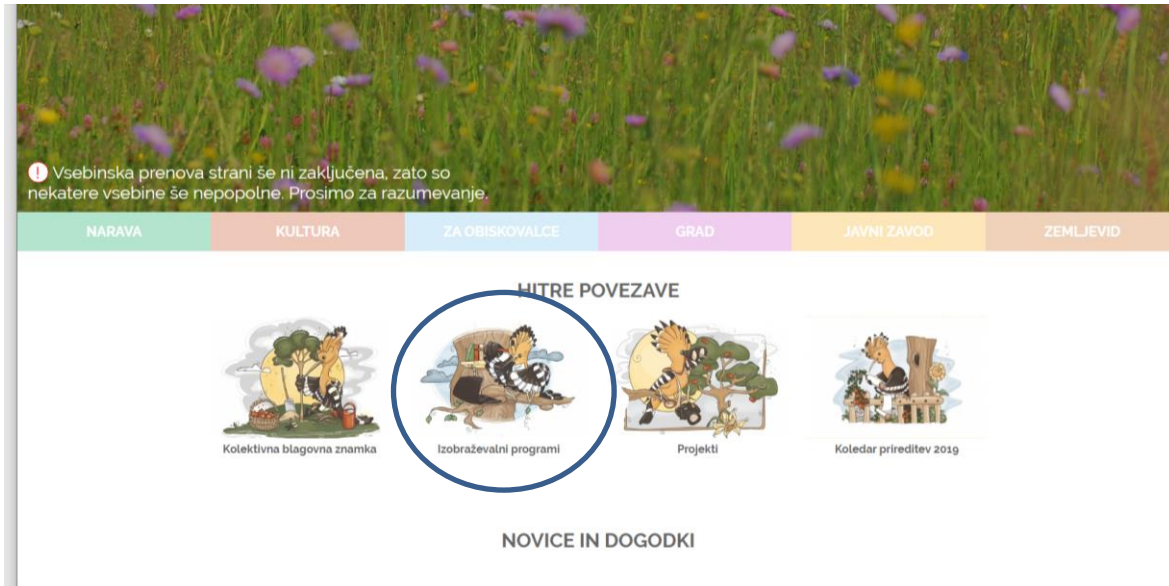 ! Vsebinska prenova strani še ni zaključena, zato so
nekatere vsebine še nepopolne. Prosimo za razumevanje.
NARAVA KULTURA ZA OBISKOVALCE GRAD JAVNI ZAVOD ZEMLJEVID
HITRE POVEZAVE
Kolektivna blagovna znamka Izobraževalni programi Projekti Koledar prireditev 2019
NOVICE IN DOGODKI